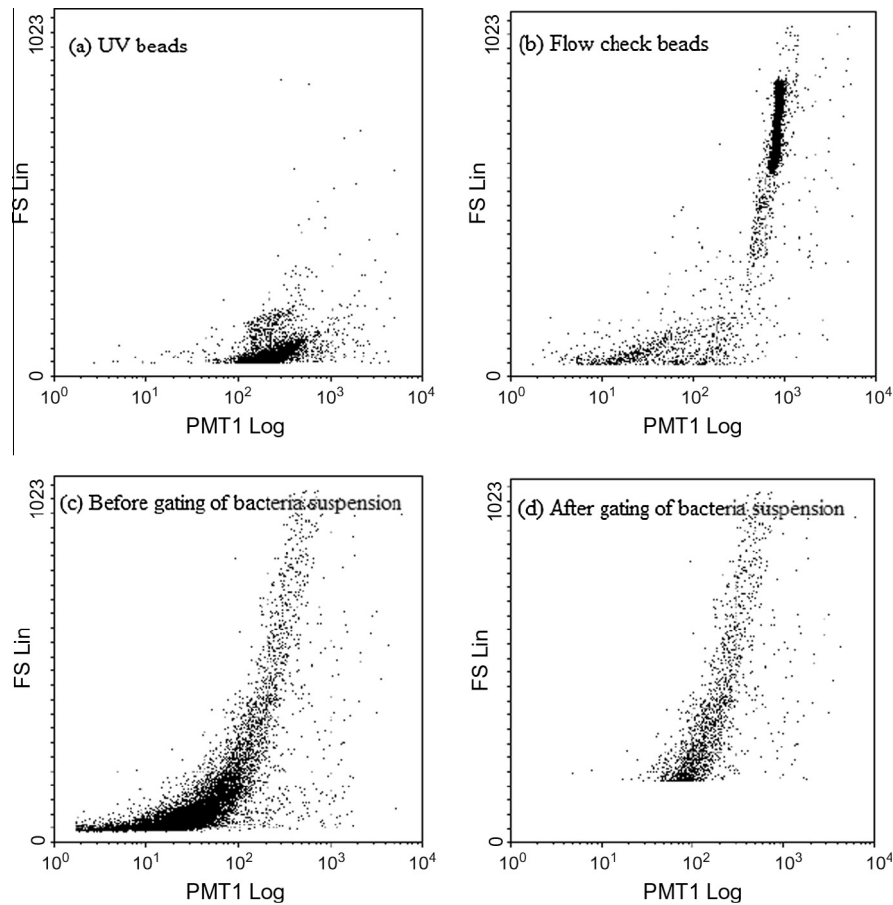 (a) UV beads
1023
FS Lin
0
10^0 10^1 10^2 10^3 10^4
PMT1 Log
(b) Flow check beads
1023
FS Lin
0
10^0 10^1 10^2 10^3 10^4
PMT1 Log
(c) Before gating of bacteria suspension
1023
FS Lin
0
10^0 10^1 10^2 10^3 10^4
PMT1 Log
(d) After gating of bacteria suspension
1023
FS Lin
0
10^0 10^1 10^2 10^3 10^4
PMT1 Log